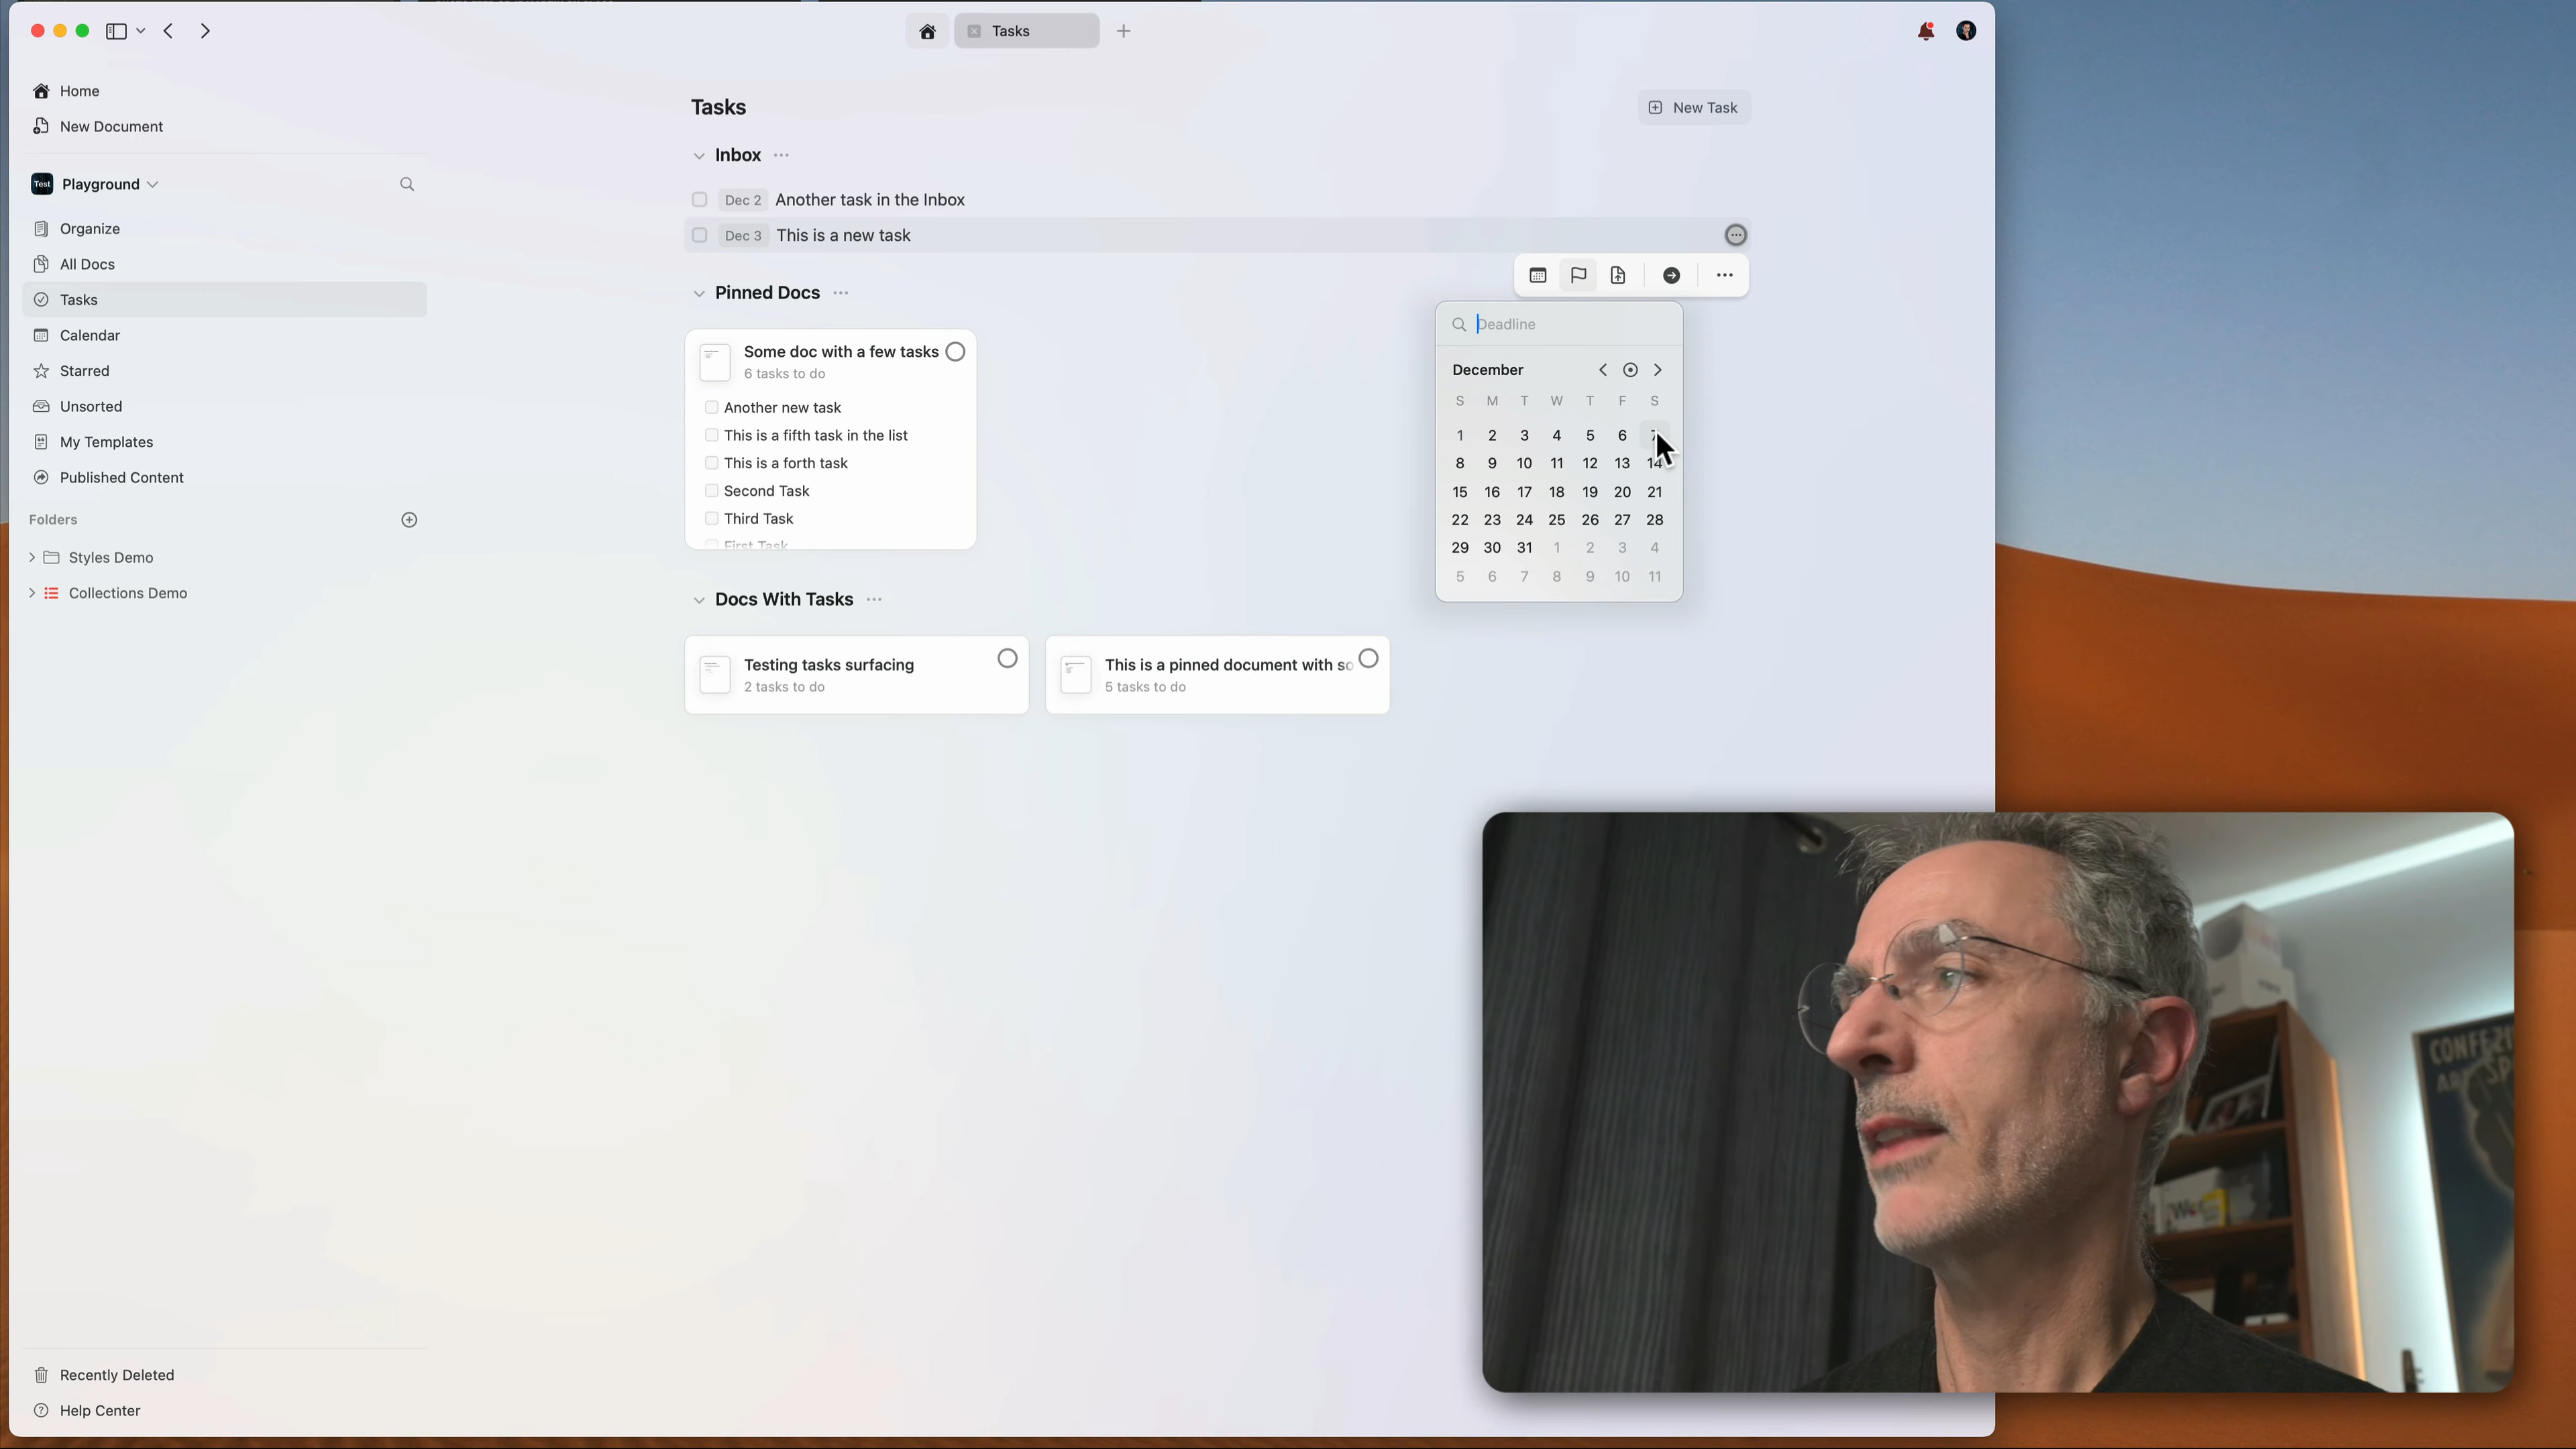 Tasks
Home
New Document
Test
Playground
Organize
All Docs
Tasks
Calendar
Starred
Unsorted
My Templates
Published Content
Folders
Styles Demo
Collections Demo
Recently Deleted
Help Center
Tasks
New Task
Inbox
Dec 2 Another task in the Inbox
Dec 3 This is a new task
Pinned Docs
Some doc with a few tasks
6 tasks to do
Another new task
This is a fifth task in the list
This is a forth task
Second Task
Third Task
First Task
Docs With Tasks
Testing tasks surfacing
2 tasks to do
This is a pinned document with so
5 tasks to do
Deadline
December
S M T W T F S
1 2 3 4 5 6 7
8 9 10 11 12 13 14
15 16 17 18 19 20 21
22 23 24 25 26 27 28
29 30 31 1 2 3 4
5 6 7 8 9 10 11